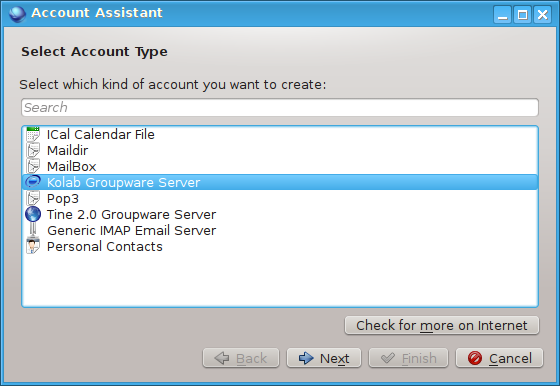 Account Assistant
Select Account Type
Select which kind of account you want to create:
Search
ICal Calendar File
Maildir
MailBox
Kolab Groupware Server
Pop3
Tine 2.0 Groupware Server
Generic IMAP Email Server
Personal Contacts
Check for more on Internet
Back Next Finish Cancel